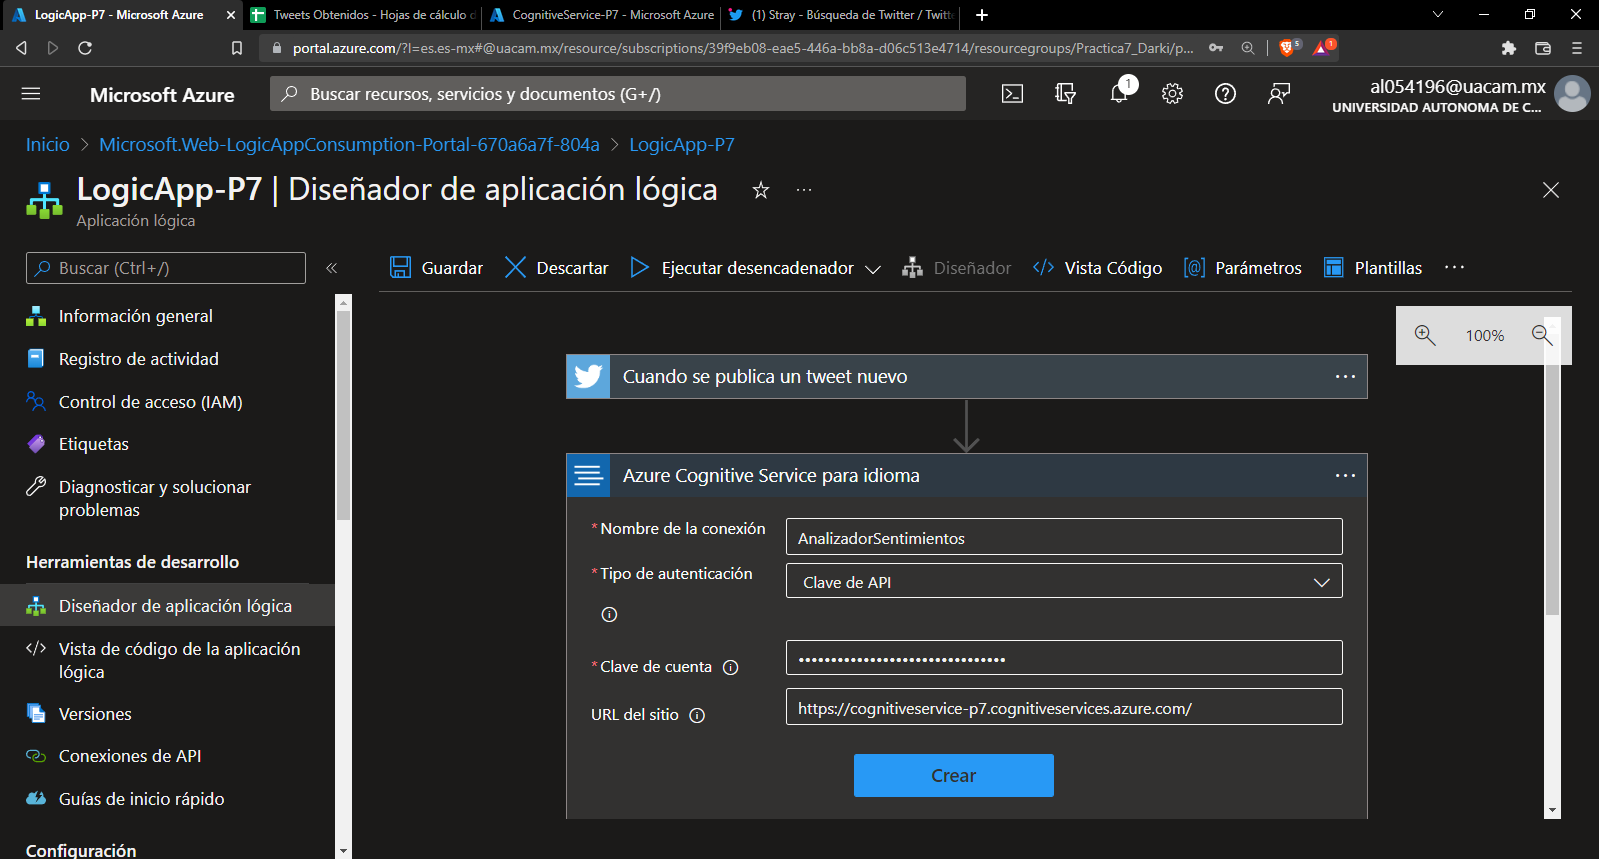 LogicApp-P7 - Microsoft Azure
Tweets Obtenidos - Hojas de cálculo d
CognitiveService-P7 - Microsoft Azure
(1) Stray - Búsqueda de Twitter / Twitte
portal.azure.com/?l=es.es-mx#@uacam.mx/resource/subscriptions/39f9eb08-eae5-446a-bb8a-d06c513e4714/resourcegroups/Practica7_Darki/p...
5
1
Microsoft Azure
Buscar recursos, servicios y documentos (G+/)
1
al054196@uacam.mx
UNIVERSIDAD AUTONOMA DE C...
Inicio > Microsoft.Web-LogicAppConsumption-Portal-670a6a7f-804a > LogicApp-P7
LogicApp-P7 | Diseñador de aplicación lógica
Aplicación lógica
Buscar (Ctrl+/)
Guardar
Descartar
Ejecutar desencadenador
Diseñador
Vista Código
Parámetros
Plantillas
Información general
Registro de actividad
Control de acceso (IAM)
Etiquetas
Diagnosticar y solucionar
problemas
Herramientas de desarrollo
Diseñador de aplicación lógica
Vista de código de la aplicación
lógica
Versiones
Conexiones de API
Guías de inicio rápido
Configuración
100%
Cuando se publica un tweet nuevo
Azure Cognitive Service para idioma
*Nombre de la conexión
AnalizadorSentimientos
*Tipo de autenticación
Clave de API
*Clave de cuenta
••••••••••••••••••••••••••••••••
URL del sitio
https://cognitiveservice-p7.cognitiveservices.azure.com/
Crear